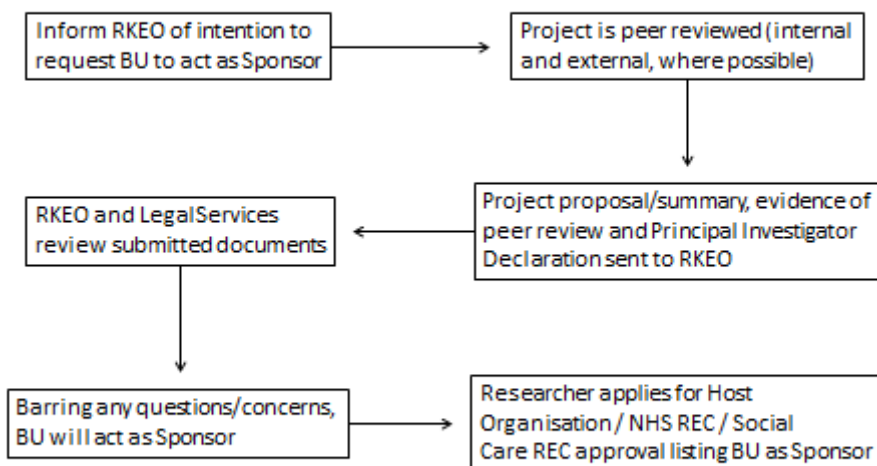 Inform RKEO of intention to
request BU to act as Sponsor
Project is peer reviewed (internal
and external, where possible)
Project proposal/summary, evidence of
peer review and Principal Investigator
Declaration sent to RKEO
RKEO and Legal Services
review submitted documents
Barring any questions/concerns,
BU will act as Sponsor
Researcher applies for Host
Organisation / NHS REC / Social
Care REC approval listing BU as Sponsor